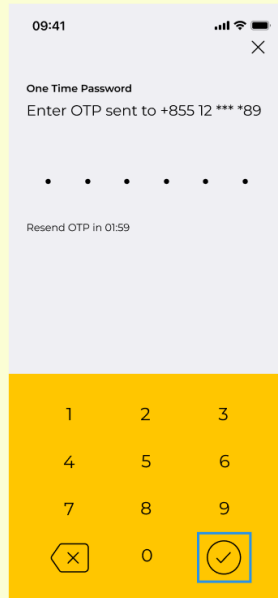 09:41
One Time Password
Enter OTP sent to +855 12 *** *89
Resend OTP in 01:59
1 2 3
4 5 6
7 8 9
0